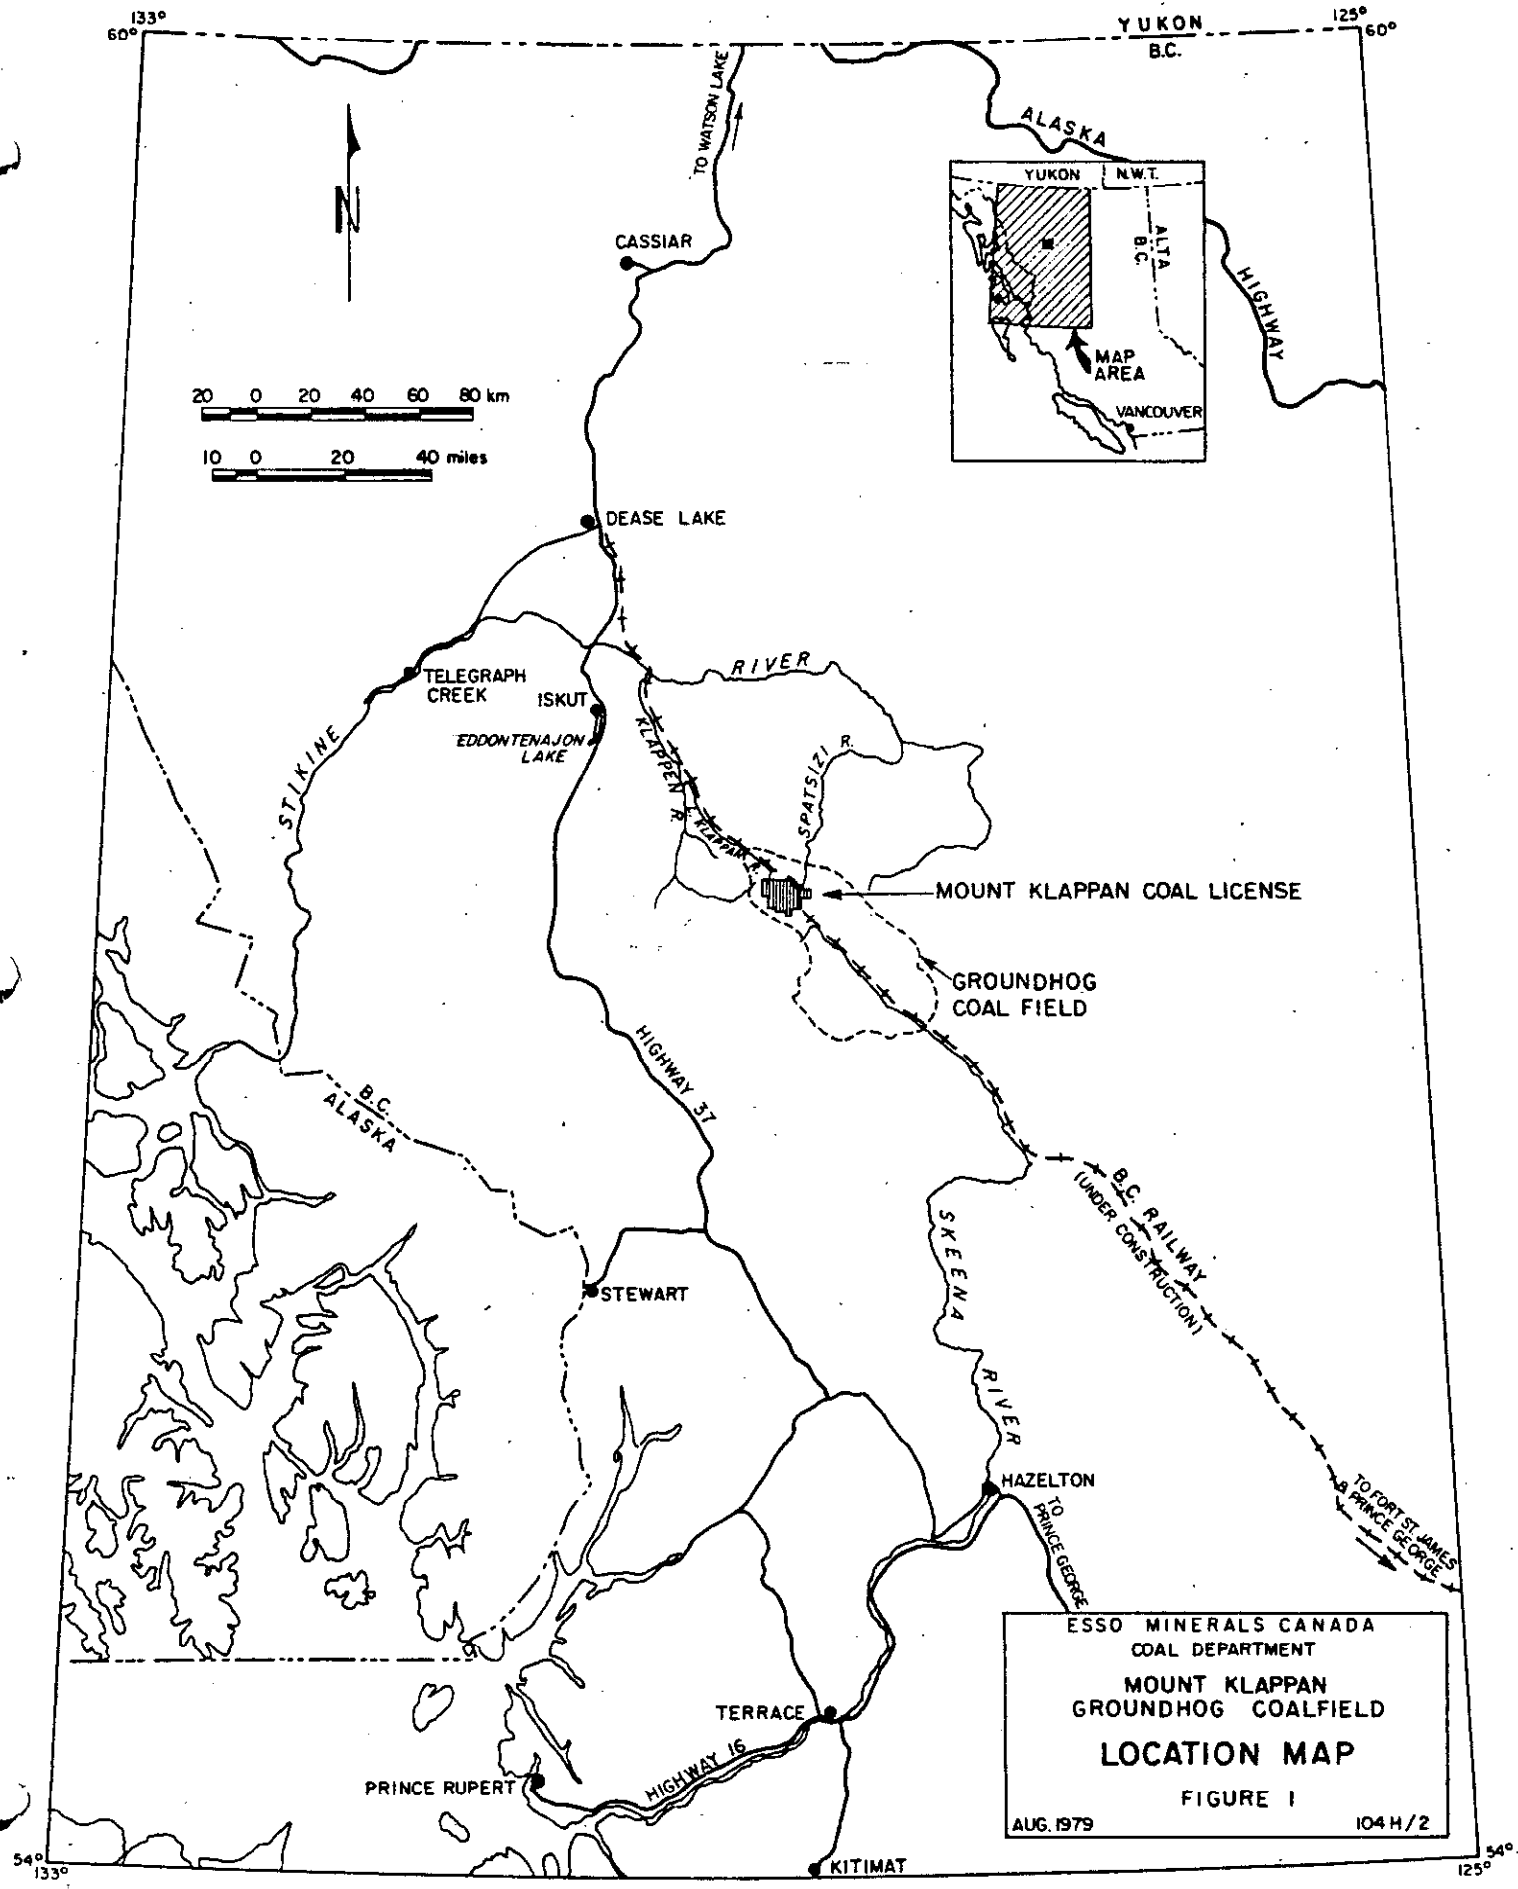 133°
125°
60°
YUKON
60°
B.C.
TO WATSON LAKE
ALASKA
N
YUKON
N.W.T.
ALTA
B.C.
CASSIAR
HIGHWAY
MAP
AREA
VANCOUVER
20 0 20 40 60 80 km
10 0 20 40 miles
DEASE LAKE
RIVER
TELEGRAPH
CREEK
ISKUT
EDDONTENAJON
LAKE
STIKINE
KLAPPEN R.
SPATSIZI R.
L. KLAPPAN R.
MOUNT KLAPPAN COAL LICENSE
GROUNDHOG
COAL FIELD
HIGHWAY 37
B.C.
ALASKA
B.C. RAILWAY
(UNDER CONSTRUCTION)
SKEENA
RIVER
STEWART
HAZELTON
TO
PRINCE GEORGE
TO FORT ST. JAMES
& PRINCE GEORGE
ESSO MINERALS CANADA
COAL DEPARTMENT
MOUNT KLAPPAN
GROUNDHOG COALFIELD
LOCATION MAP
FIGURE 1
AUG. 1979
104 H/2
TERRACE
HIGHWAY 16
PRINCE RUPERT
KITIMAT
54°
133°
54°
125°